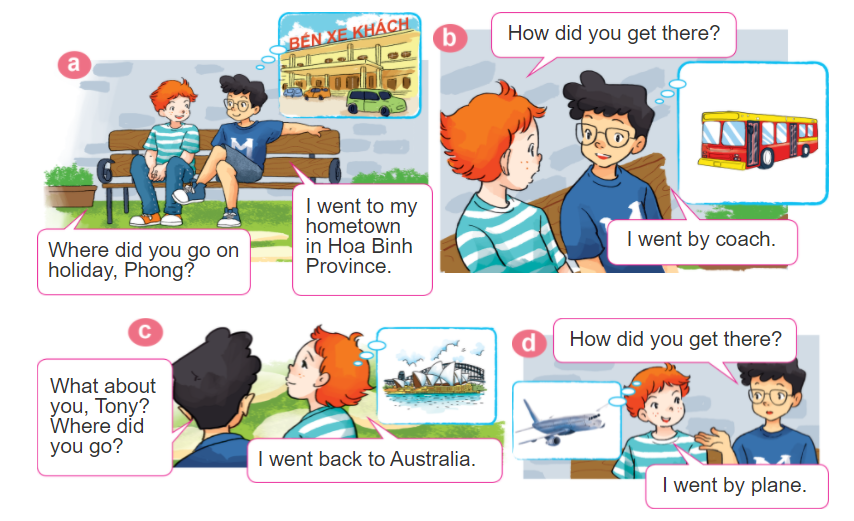 a
BẾN XE KHÁCH
Where did you go on
holiday, Phong?
I went to my
hometown
in Hoa Binh
Province.
M
b
How did you get there?
I went by coach.
c
What about
you, Tony?
Where did
you go?
I went back to Australia.
d
How did you get there?
I went by plane.